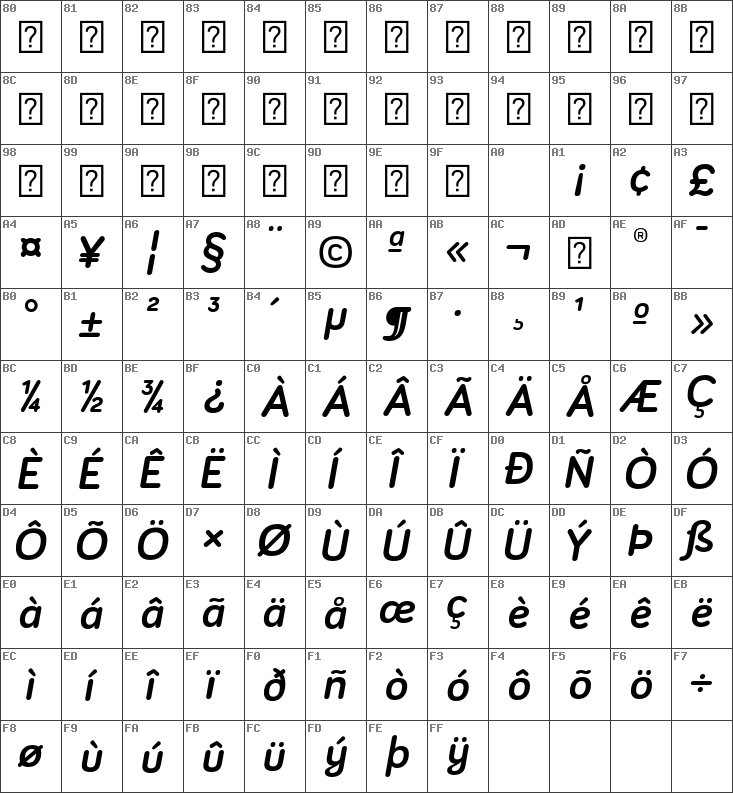 80 81 82 83 84 85 86 87 88 89 8A 8B
? ? ? ? ? ? ? ? ? ? ? ?
8C 8D 8E 8F 90 91 92 93 94 95 96 97
? ? ? ? ? ? ? ? ? ? ? ?
98 99 9A 9B 9C 9D 9E 9F A0 A1 A2 A3
? ? ? ? ? ? ? ? ¡ ¢ £
A4 A5 A6 A7 A8 A9 AA AB AC AD AE AF
¤ ¥ ¦ § ¨ © ª « ¬ ? ® ¯
B0 B1 B2 B3 B4 B5 B6 B7 B8 B9 BA BB
° ± ² ³ ´ µ ¶ · ¸ ¹ º »
BC BD BE BF C0 C1 C2 C3 C4 C5 C6 C7
¼ ½ ¾ ¿ À Á Â Ã Ä Å Æ Ç
C8 C9 CA CB CC CD CE CF D0 D1 D2 D3
È É Ê Ë Ì Í Î Ï Ð Ñ Ò Ó
D4 D5 D6 D7 D8 D9 DA DB DC DD DE DF
Ô Õ Ö × Ø Ù Ú Û Ü Ý Þ ß
E0 E1 E2 E3 E4 E5 E6 E7 E8 E9 EA EB
à á â ã ä å œ ç è é ê ë
EC ED EE EF F0 F1 F2 F3 F4 F5 F6 F7
ì í î ï ð ñ ò ó ô õ ö ÷
F8 F9 FA FB FC FD FE FF
ø ù ú û ü ý þ ÿ